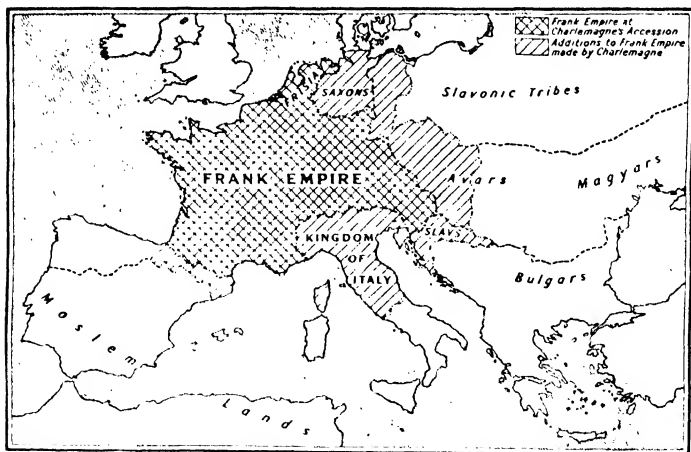 Frank Empire at
Charlemagne's Accession
Additions to Frank Empire
made by Charlemagne
FRISIA
SAXONS
Slavonic Tribes
FRANK EMPIRE
Avars
Magyars
KINGDOM
OF
ITALY
SLAVS
Bulgars
Moslem
Lands